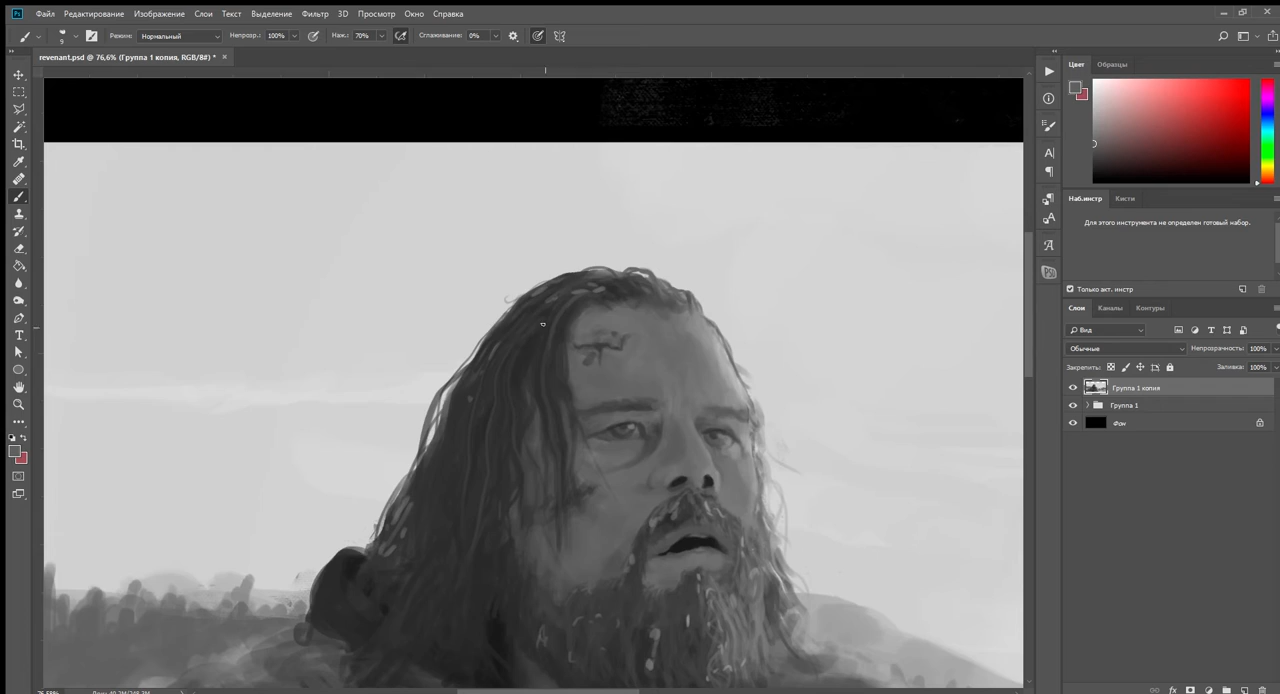 Ps Файл Редактирование Изображение Слои Текст Выделение Фильтр 3D Просмотр Окно Справка
9 Режим: Нормальный Непрозр.: 100% Наж.: 70% Сглаживание: 0%
revenant.psd @ 76,6% (Группа 1 копия, RGB/8#) *
Цвет Образцы
Наб.инстр Кисти
Для этого инструмента не определен готовый набор.
Только акт. инстр
Слои Каналы Контуры
Вид
Обычные Непрозрачность: 100%
Закрепить: Заливка: 100%
Группа 1 копия
Группа 1
Фон